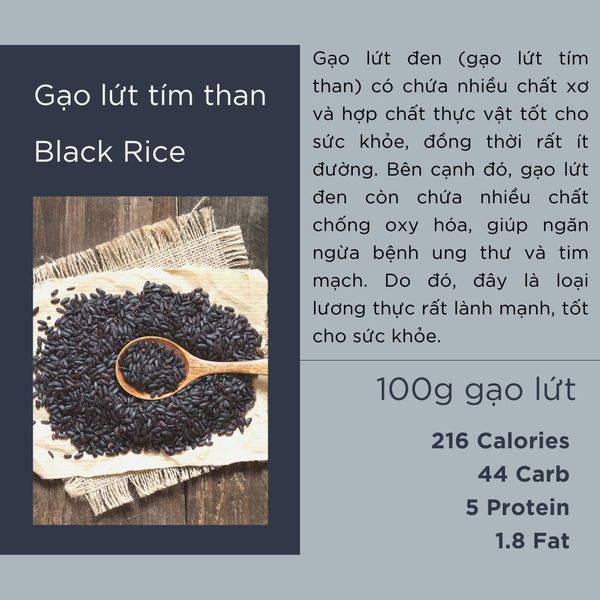 Gạo lứt tím than
Black Rice
Gạo lứt đen (gạo lứt tím
than) có chứa nhiều chất xơ
và hợp chất thực vật tốt cho
sức khỏe, đồng thời rất ít
đường. Bên cạnh đó, gạo lứt
đen còn chứa nhiều chất
chống oxy hóa, giúp ngăn
ngừa bệnh ung thư và tim
mạch. Do đó, đây là loại
lương thực rất lành mạnh, tốt
cho sức khỏe.
100g gạo lứt
216 Calories
44 Carb
5 Protein
1.8 Fat